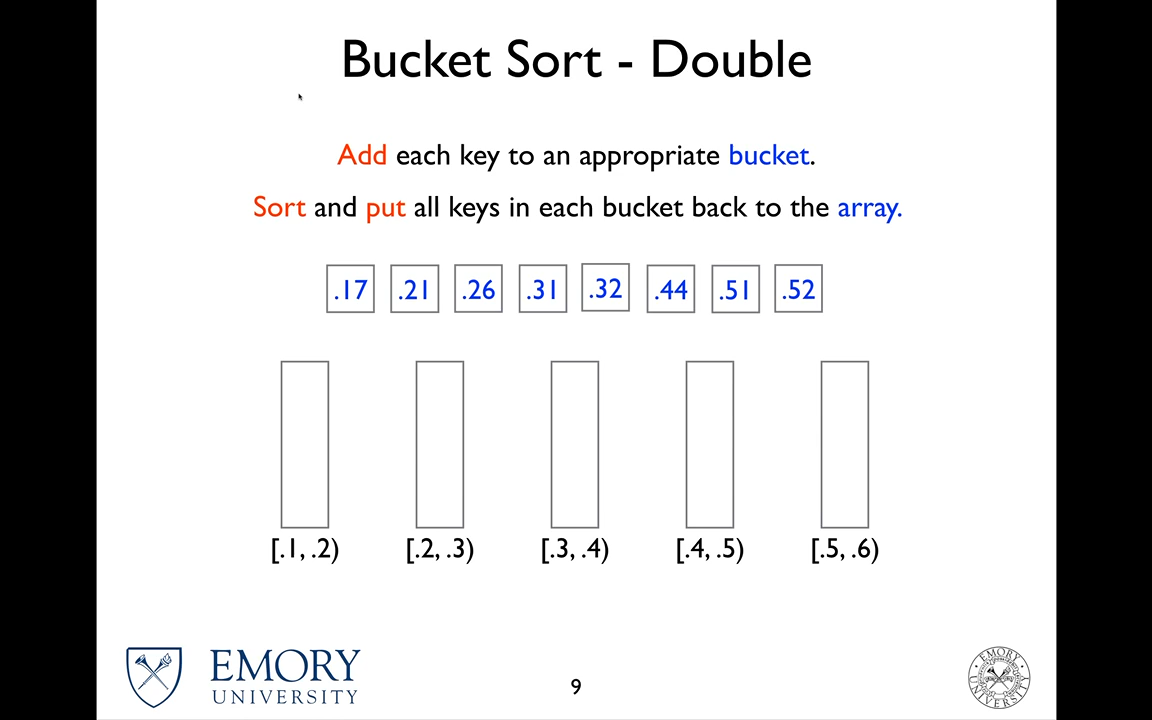 Bucket Sort - Double
Add each key to an appropriate bucket.
Sort and put all keys in each bucket back to the array.
.17 .21 .26 .31 .32 .44 .51 .52
[.1, .2) [.2, .3) [.3, .4) [.4, .5) [.5, .6)
EMORY
UNIVERSITY
9
EMORY
UNIVERSITY